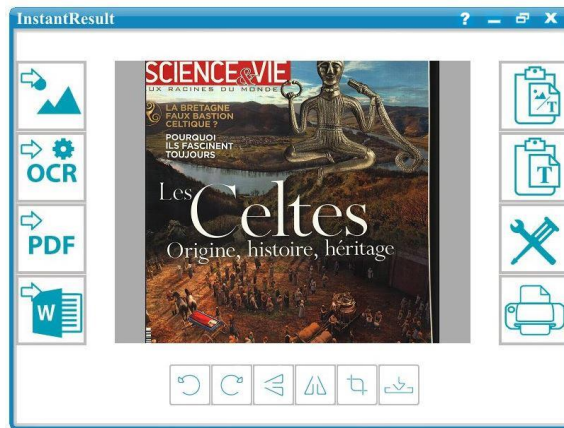 InstantResult
?
SCIENCE & VIE
UX RACINES DU MONDE
LA BRETAGNE
FAUX BASTION
CELTIQUE ?
POURQUOI
ILS FASCINENT
TOUJOURS
Les
Celtes
Origine, histoire, héritage
OCR
PDF
W
T
T